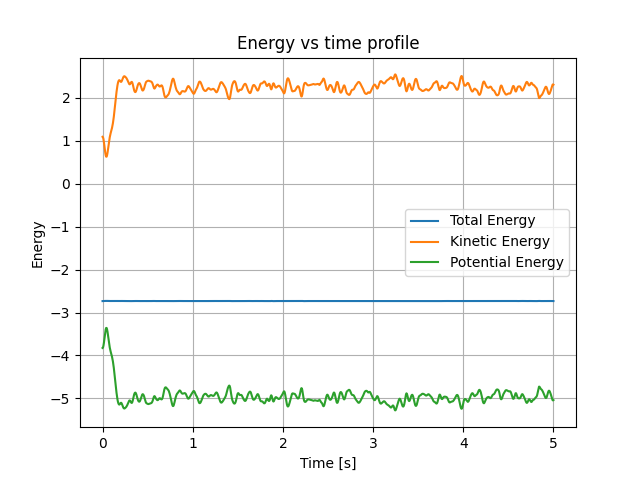 Energy vs time profile
2
1
0
−1
−2
−3
−4
−5
Energy
Total Energy
Kinetic Energy
Potential Energy
0 1 2 3 4 5
Time [s]